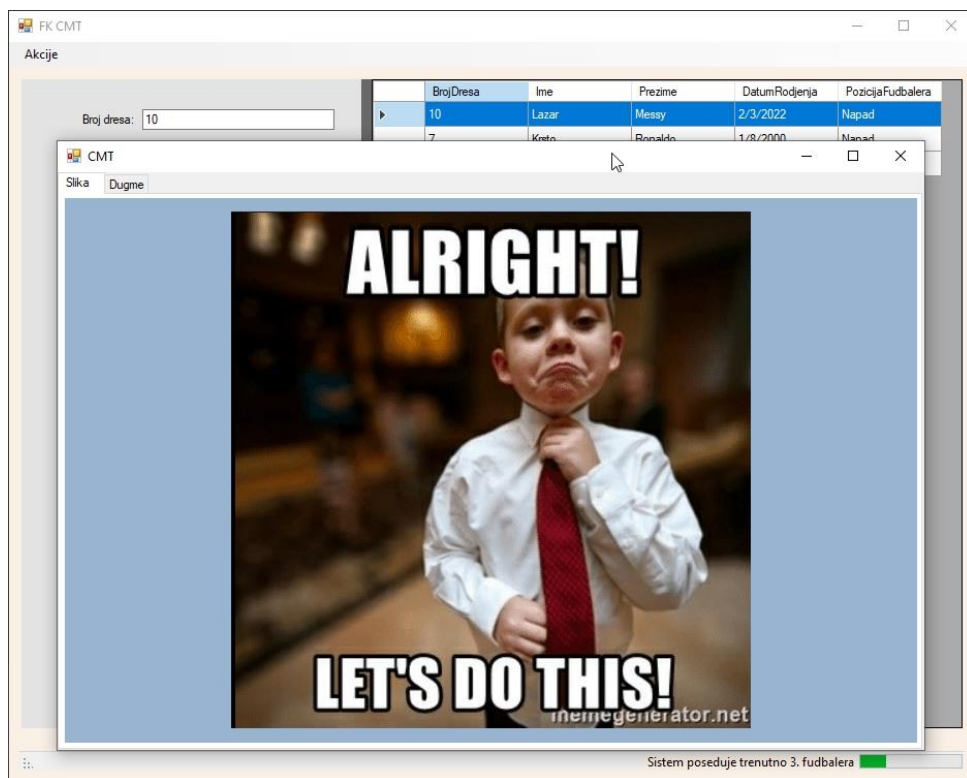 FK CMT
Akcije
BrojDresa Ime Prezime DatumRodjenja PozicijaFudbalera
Broj dresa: 10
10 Lazar Messy 2/3/2022 Napad
7 Krsto Ronaldo 1/8/2000 Napad
CMT
Slika Dugme
ALRIGHT!
LET'S DO THIS!
memegenerator.net
Sistem poseduje trenutno 3. fudbalera